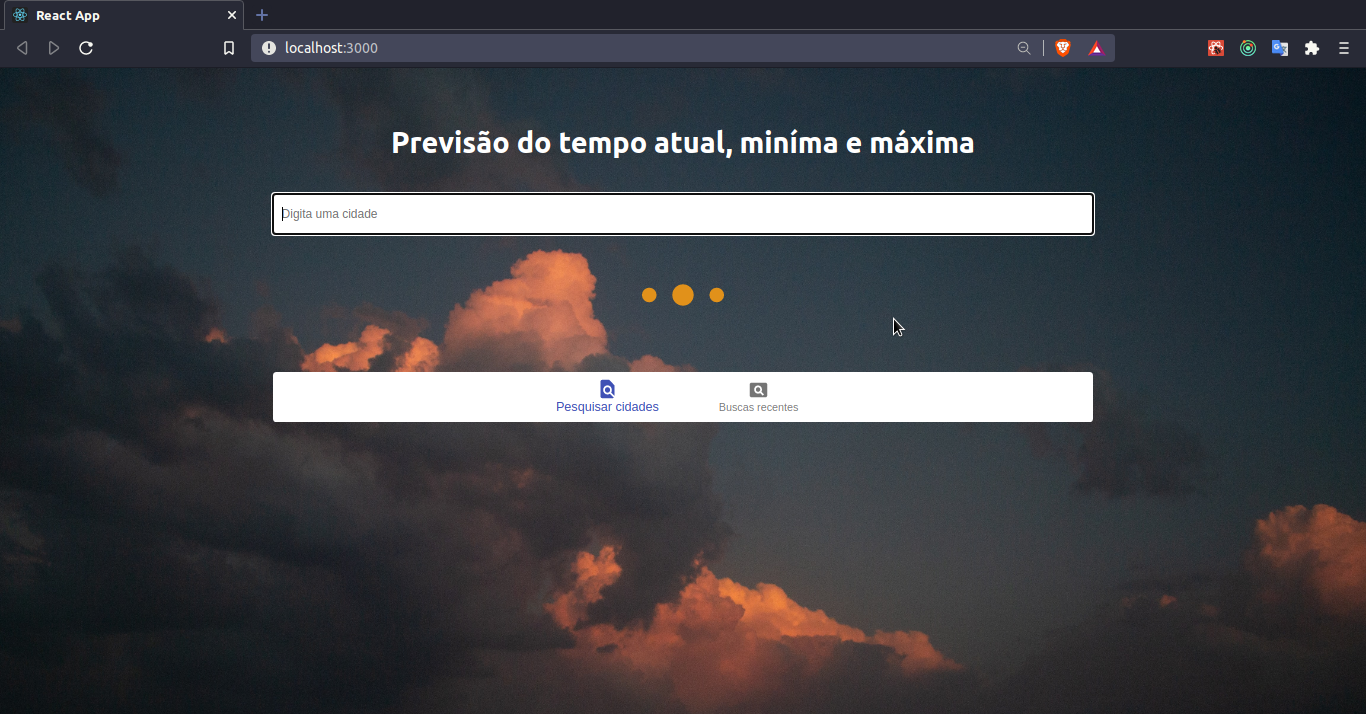 React App
localhost:3000
Previsão do tempo atual, miníma e máxima
Digita uma cidade
Pesquisar cidades
Buscas recentes